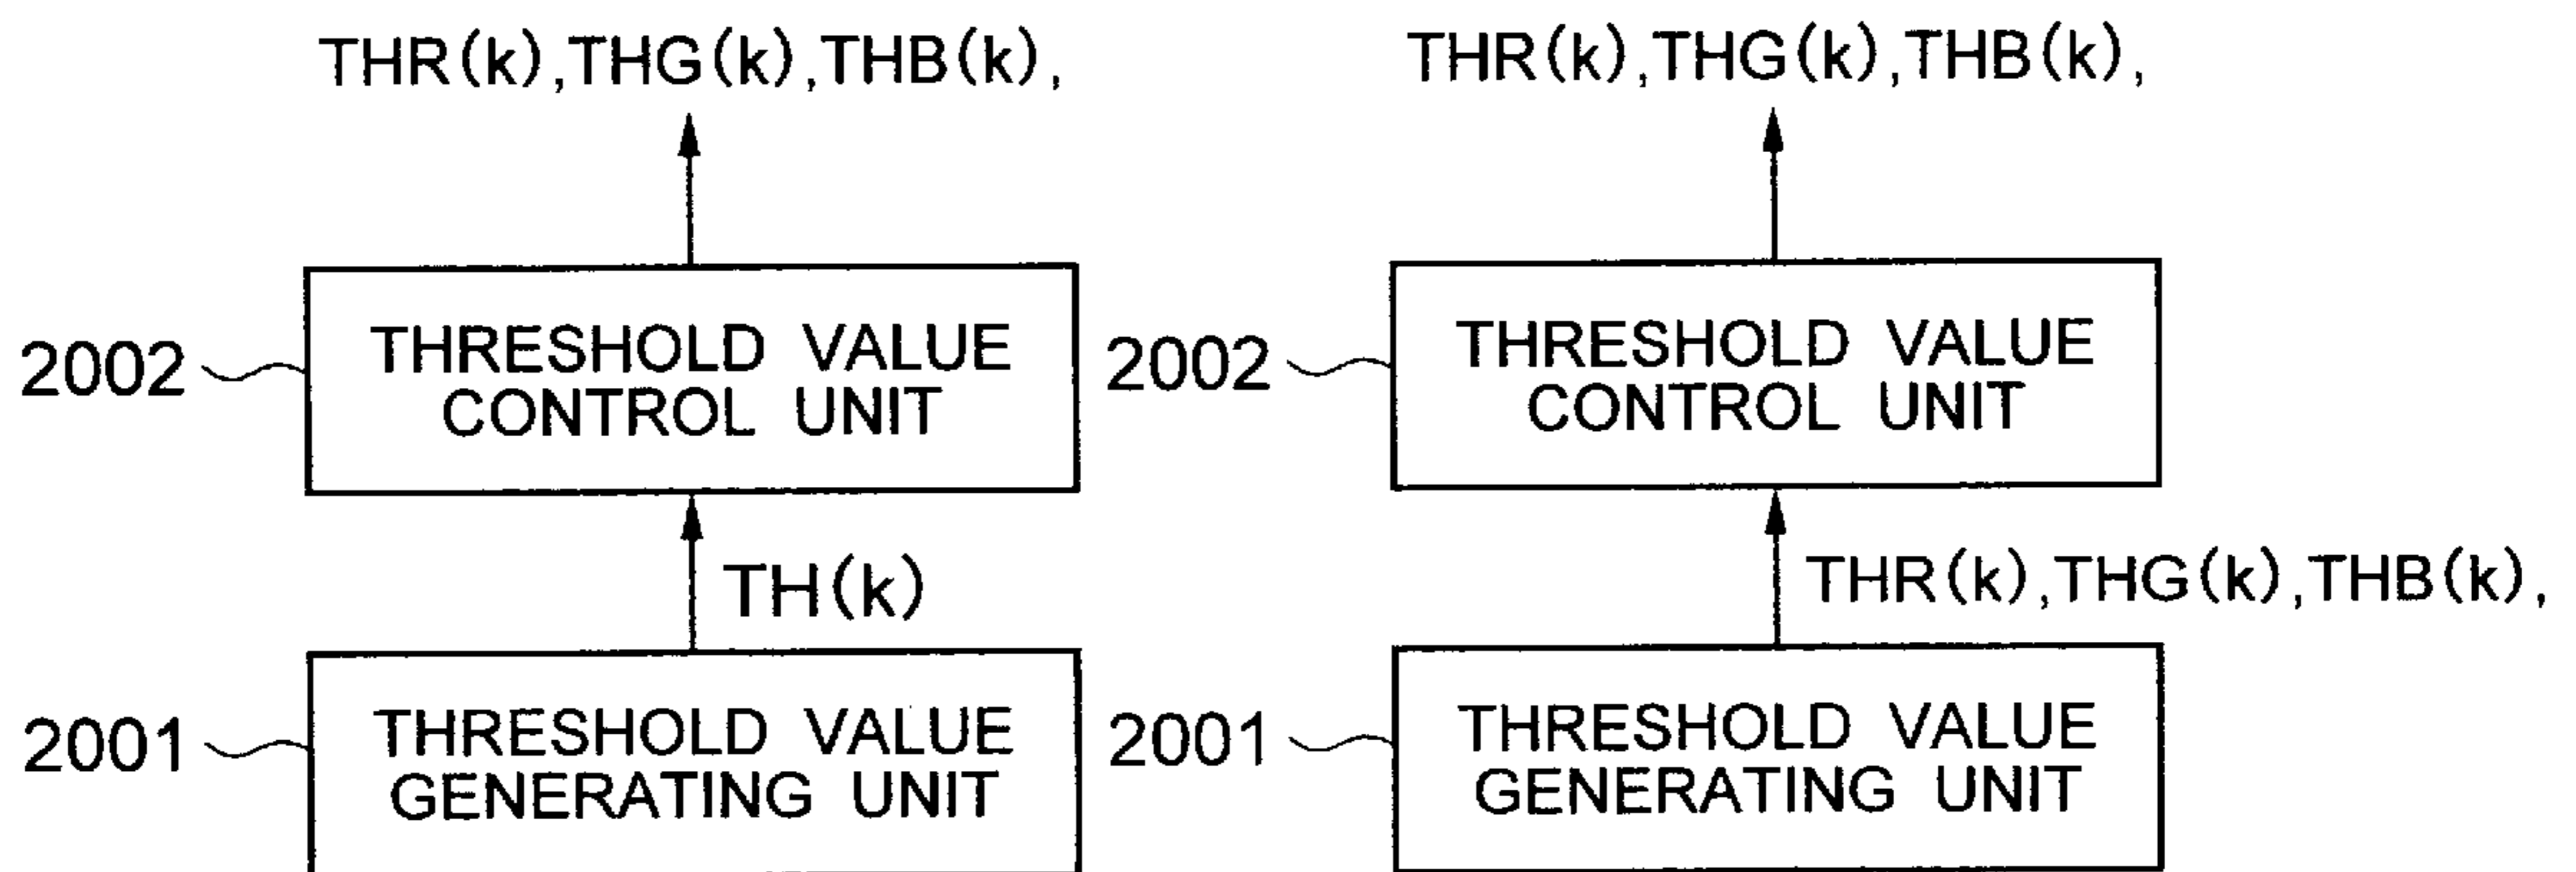 THR(k),THG(k),THB(k),
2002
THRESHOLD VALUE
CONTROL UNIT
TH(k)
2001
THRESHOLD VALUE
GENERATING UNIT
THR(k),THG(k),THB(k),
2002
THRESHOLD VALUE
CONTROL UNIT
THR(k),THG(k),THB(k),
2001
THRESHOLD VALUE
GENERATING UNIT